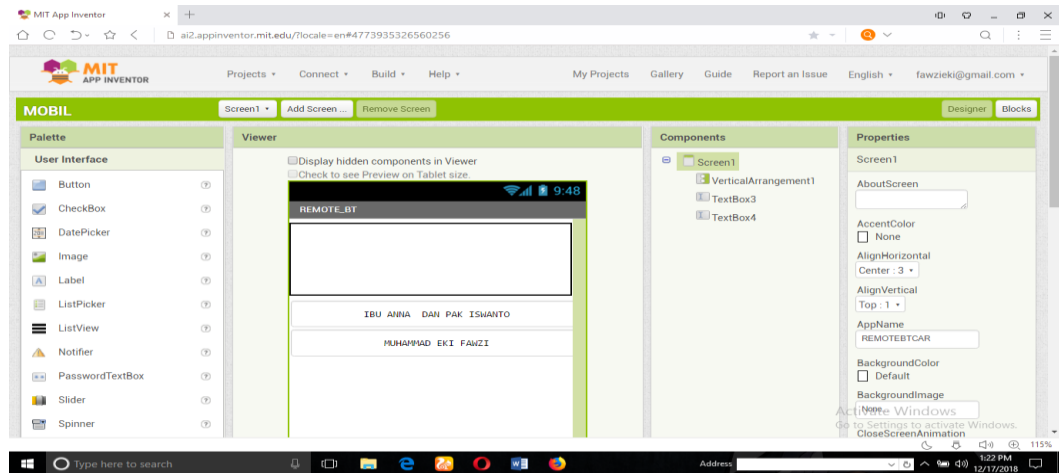 MIT App Inventor
ai2.appinventor.mit.edu/?locale=en#4773935326560256
MIT
APP INVENTOR
Projects Connect Build Help My Projects Gallery Guide Report an Issue English fawzieki@gmail.com
MOBIL Screen1 Add Screen ... Remove Screen Designer Blocks
Palette Viewer Components Properties
User Interface
Button
CheckBox
DatePicker
Image
Label
ListPicker
ListView
Notifier
PasswordTextBox
Slider
Spinner
Display hidden components in Viewer
Check to see Preview on Tablet size.
9:48
REMOTE_BT
IBU ANNA DAN PAK ISWANTO
MUHAMMAD EKI FAWZI
Screen1
VerticalArrangement1
TextBox3
TextBox4
Screen1
AboutScreen
AccentColor
None
AlignHorizontal
Center : 3
AlignVertical
Top : 1
AppName
REMOTEBTCAR
BackgroundColor
Default
BackgroundImage
None...
CloseScreenAnimation
Activate Windows
Go to Settings to activate Windows.
115%
Type here to search
Address
1:22 PM
12/17/2018